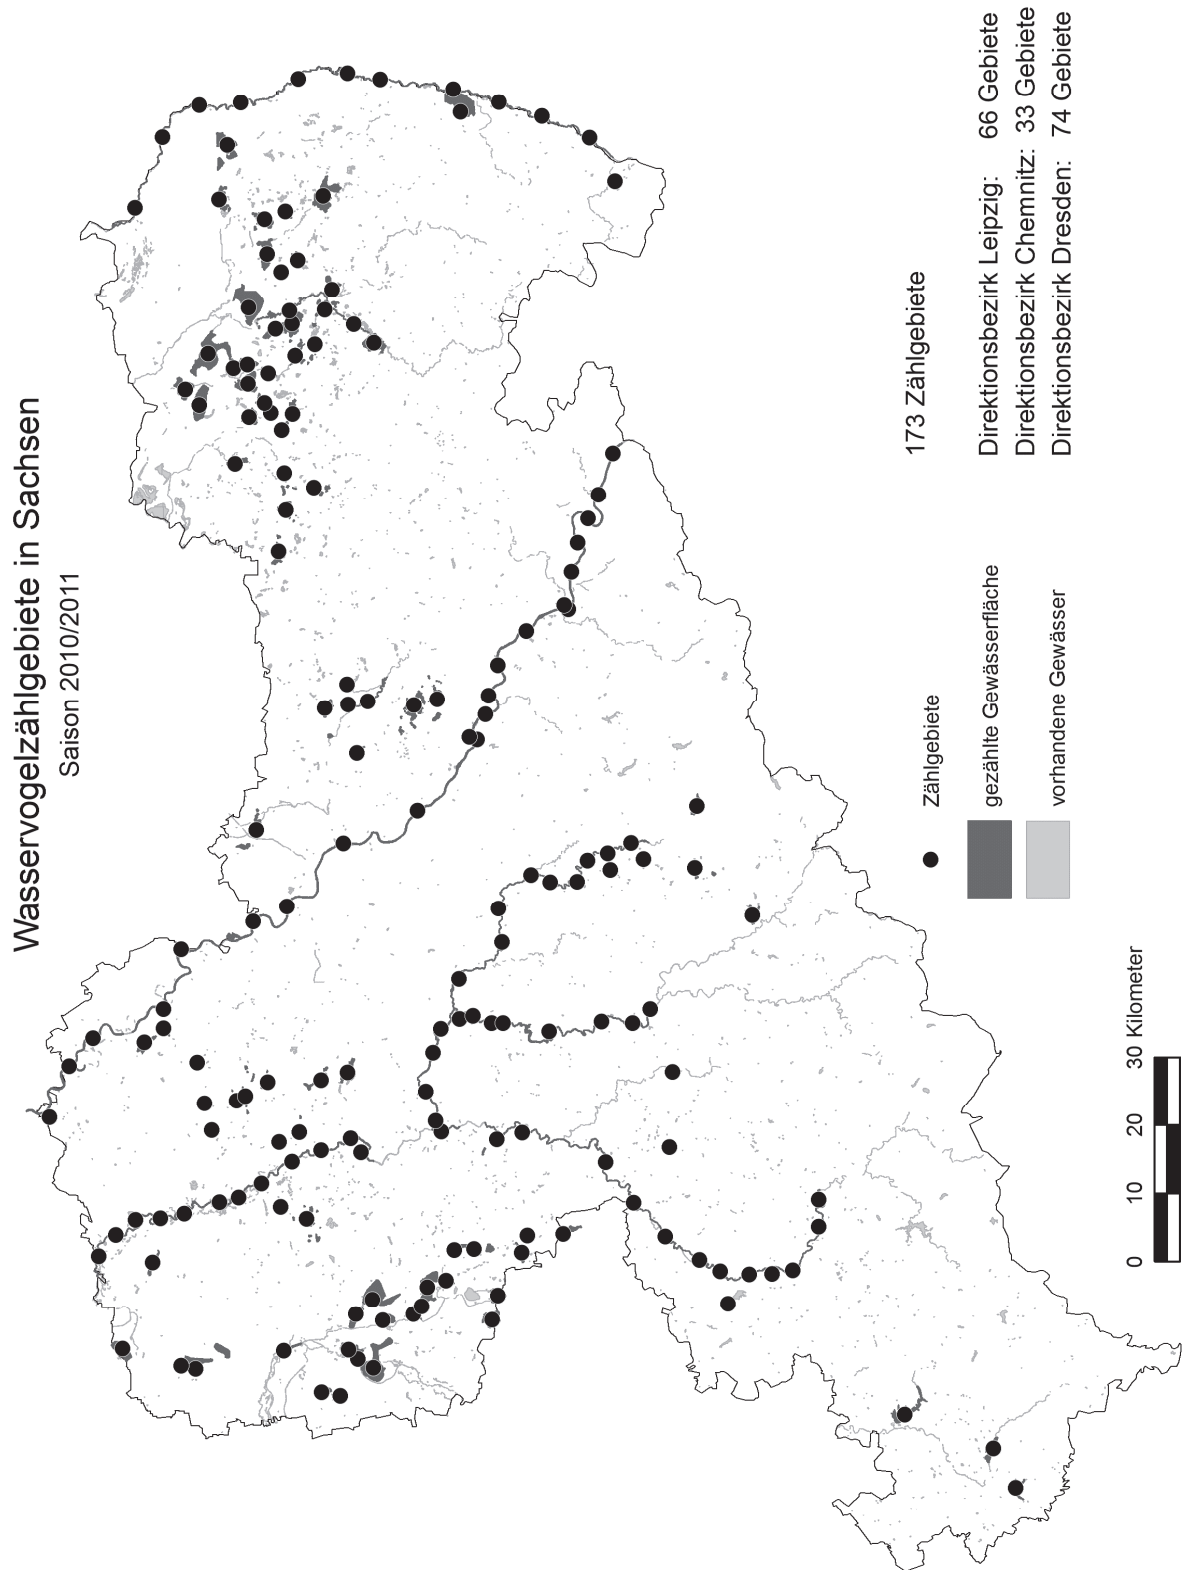 Wasservogelzählgebiete in Sachsen
Saison 2010/2011
173 Zählgebiete
Direktionsbezirk Leipzig: 66 Gebiete
Direktionsbezirk Chemnitz: 33 Gebiete
Direktionsbezirk Dresden: 74 Gebiete
Zählgebiete
gezählte Gewässerfläche
vorhandene Gewässer
0 10 20 30 Kilometer